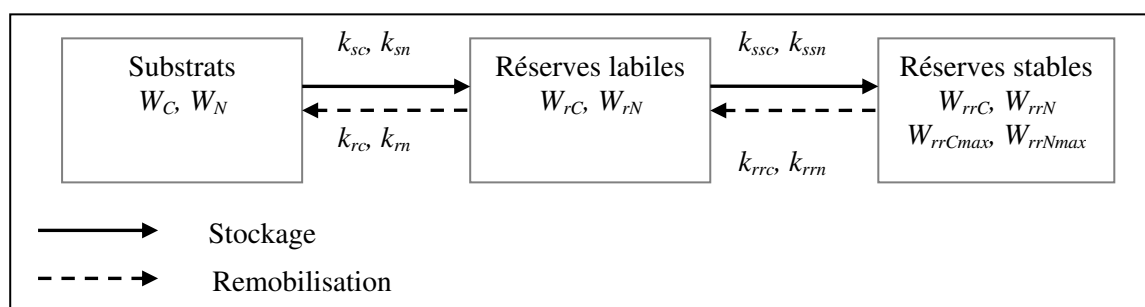 k_sc, k_sn
k_ssc, k_ssn
Substrats
W_C, W_N
Réserves labiles
W_rC, W_rN
Réserves stables
W_rrC, W_rrN
W_rrCmax, W_rrNmax
k_rc, k_rn
k_rrc, k_rrn
Stockage
Remobilisation